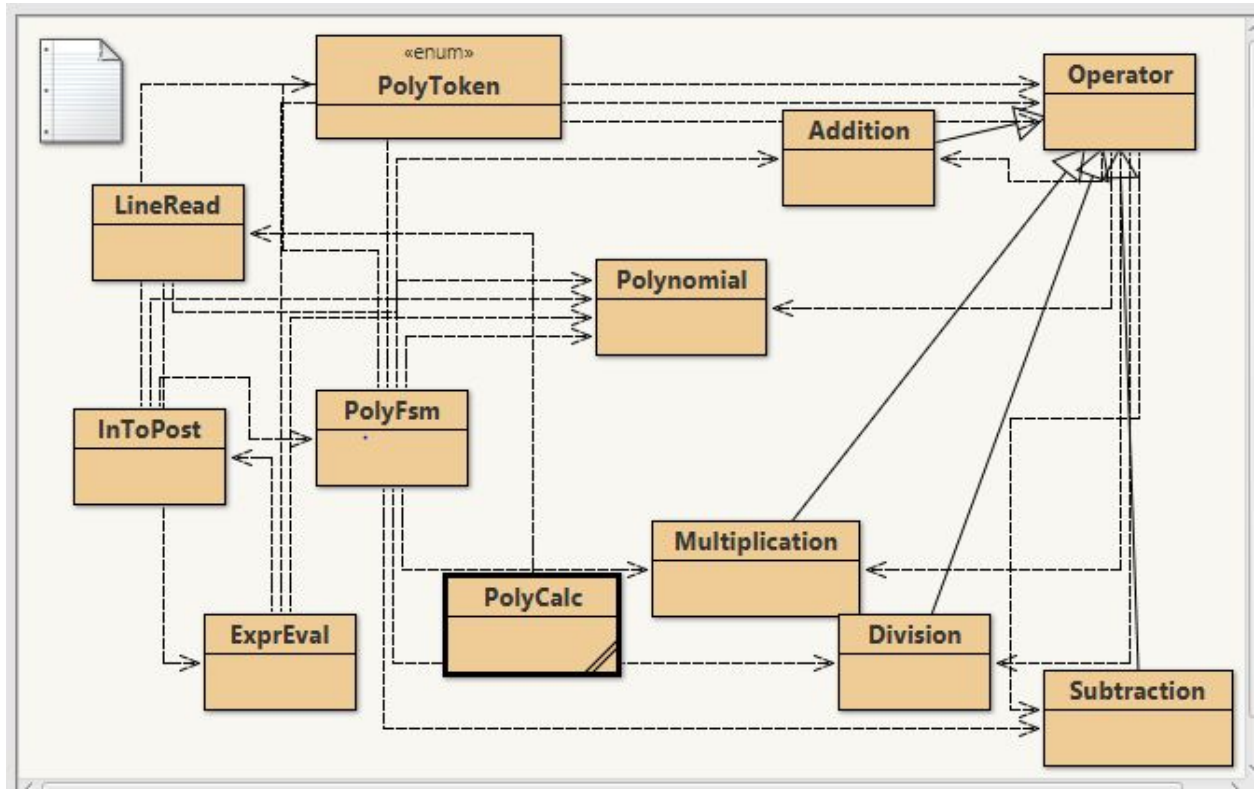 «enum»
PolyToken
Operator
Addition
LineRead
Polynomial
PolyFsm
InToPost
Multiplication
PolyCalc
ExprEval
Division
Subtraction